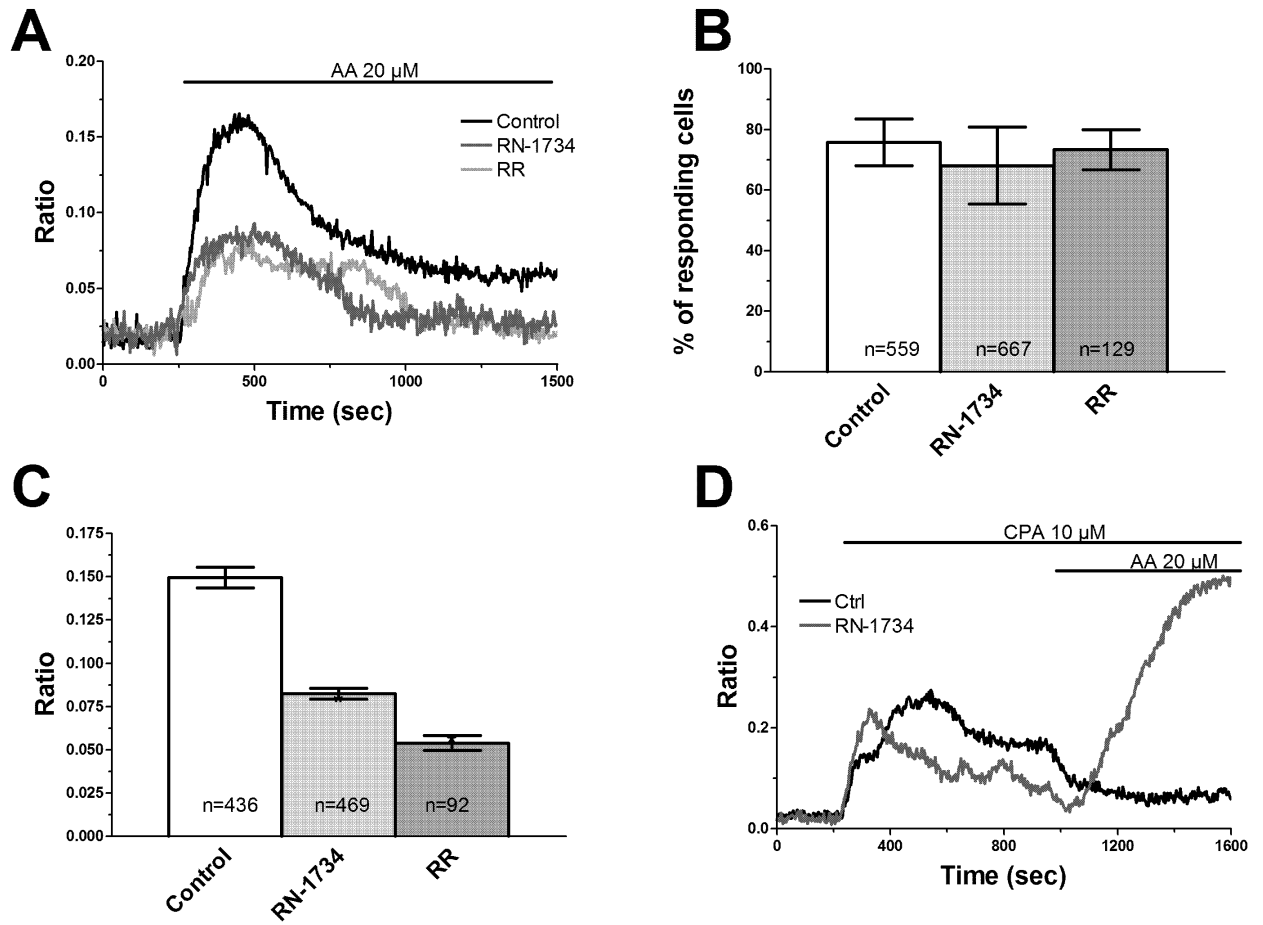 A
AA 20 µM
0.20
0.15
0.10
0.05
0.00
Ratio
Control
RN-1734
RR
0
500
1000
1500
Time (sec)
B
100
80
60
40
20
0
% of responding cells
n=559
n=667
n=129
Control
RN-1734
RR
C
0.175
0.150
0.125
0.100
0.075
0.050
0.025
0.000
Ratio
n=436
n=469
n=92
Control
RN-1734
RR
D
CPA 10 µM
AA 20 µM
0.6
0.4
0.2
0.0
Ratio
Ctrl
RN-1734
0
400
800
1200
1600
Time (sec)